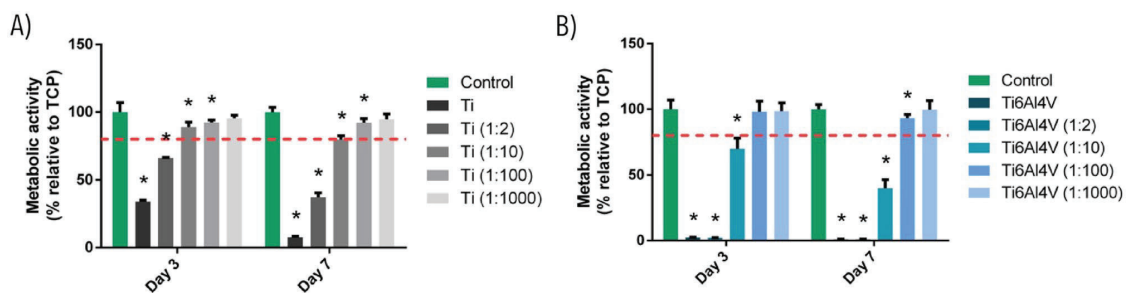 A)
Metabolic activity
(% relative to TCP)
150
100
50
0
* * * *
* * * *
Day 3
Day 7
Control
Ti
Ti (1:2)
Ti (1:10)
Ti (1:100)
Ti (1:1000)
B)
Metabolic activity
(% relative to TCP)
150
100
50
0
* * *
* * * *
Day 3
Day 7
Control
Ti6Al4V
Ti6Al4V (1:2)
Ti6Al4V (1:10)
Ti6Al4V (1:100)
Ti6Al4V (1:1000)